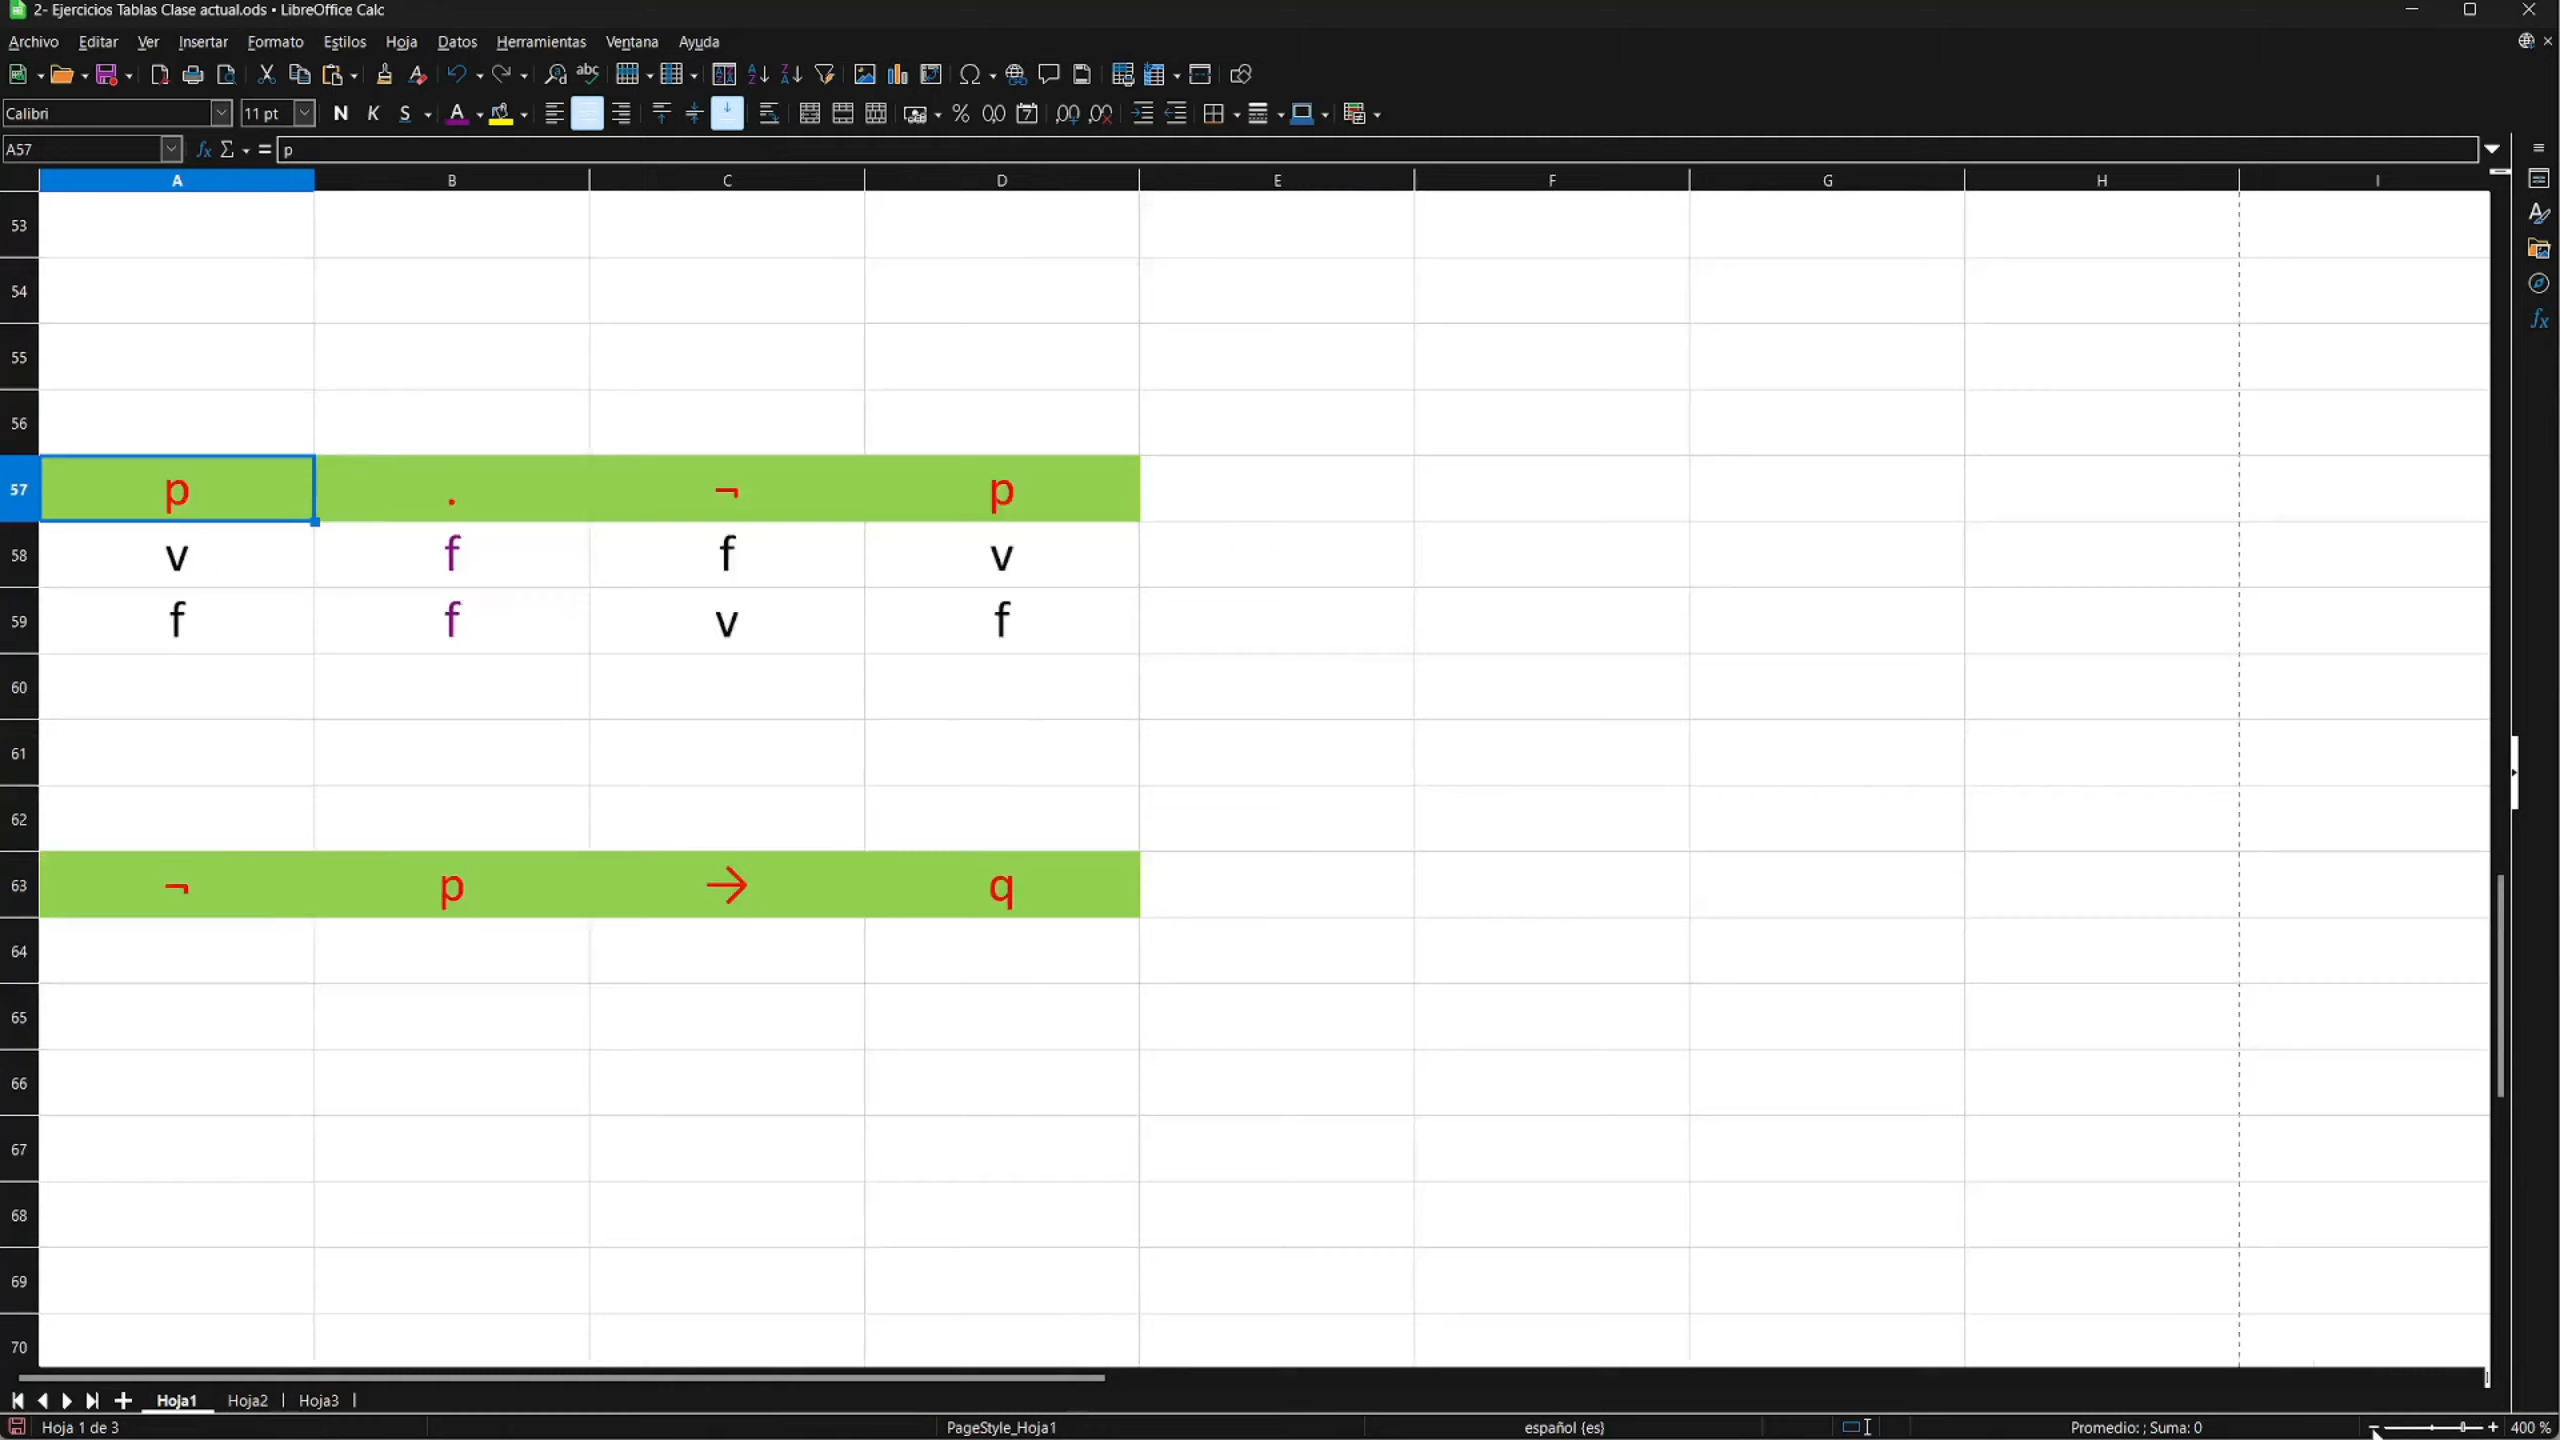 2- Ejercicios Tablas Clase actual.ods • LibreOffice Calc
Archivo Editar Ver Insertar Formato Estilos Hoja Datos Herramientas Ventana Ayuda
Calibri 11 pt N K S A
A57 fx Σ = p
A B C D E F G H I
53
54
55
56
57 p . ¬ p
58 v f f v
59 f f v f
60
61
62
63 ¬ p → q
64
65
66
67
68
69
70
Hoja1 Hoja2 Hoja3
Hoja 1 de 3 PageStyle_Hoja1 español (es) Promedio: ; Suma: 0 400 %